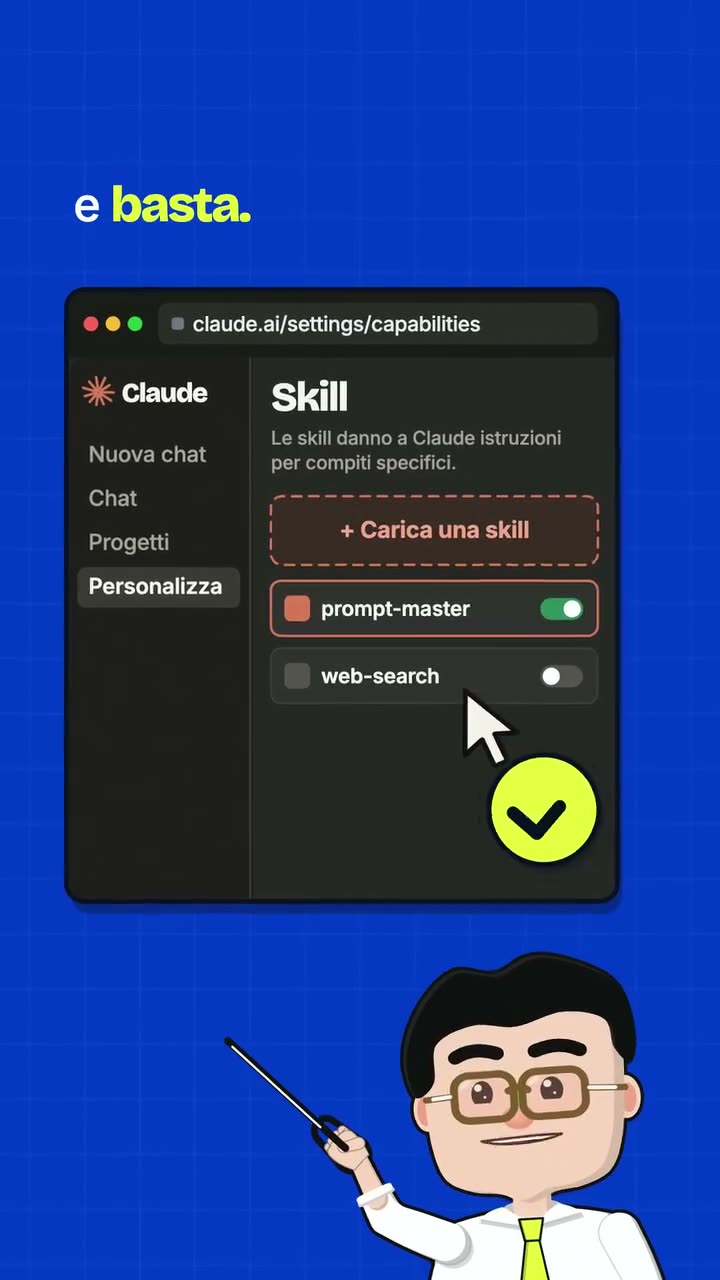 e basta.
claude.ai/settings/capabilities
Claude
Nuova chat
Chat
Progetti
Personalizza
Skill
Le skill danno a Claude istruzioni
per compiti specifici.
+ Carica una skill
prompt-master
web-search